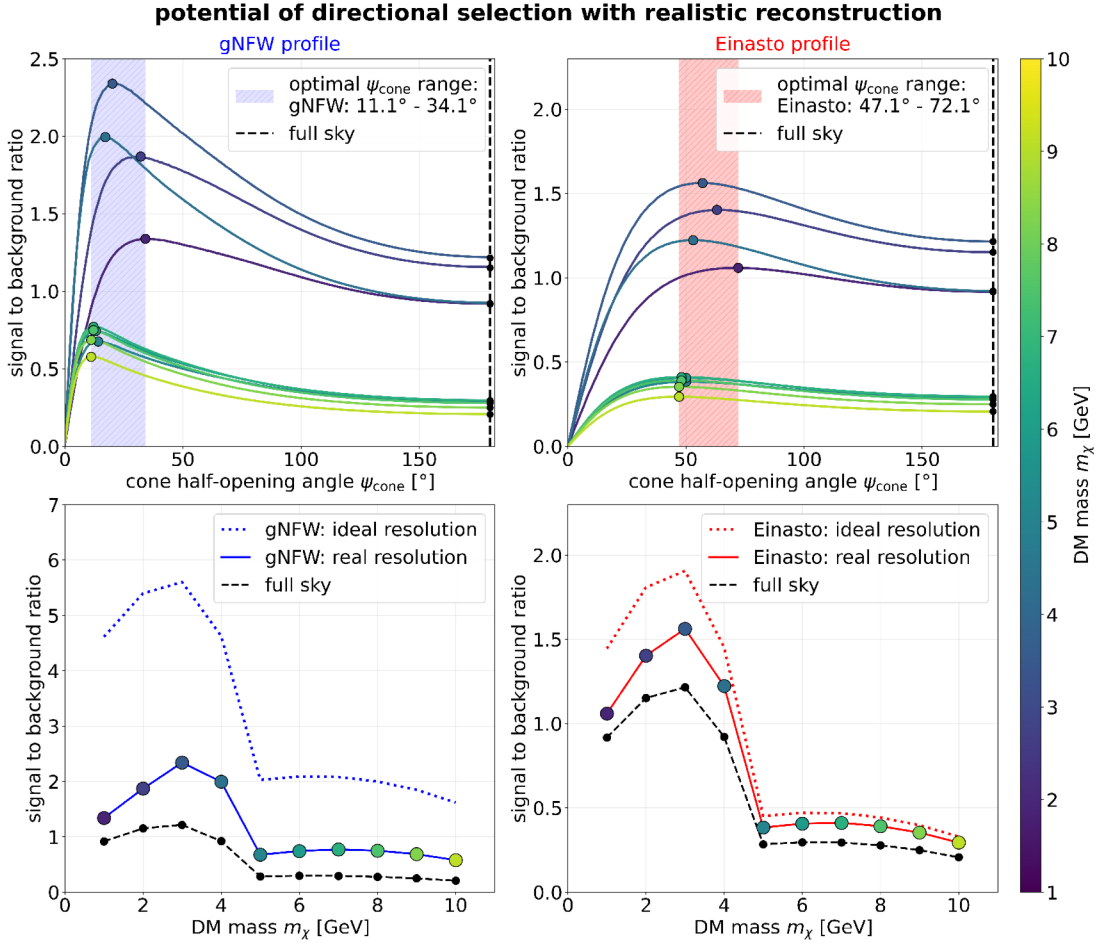 potential of directional selection with realistic reconstruction
gNFW profile
signal to background ratio
2.5
2.0
1.5
1.0
0.5
0.0
optimal ψcone range:
gNFW: 11.1° - 34.1°
full sky
0
50
100
150
cone half-opening angle ψcone [°]
Einasto profile
signal to background ratio
2.0
1.5
1.0
0.5
0.0
optimal ψcone range:
Einasto: 47.1° - 72.1°
full sky
0
50
100
150
cone half-opening angle ψcone [°]
signal to background ratio
7
6
5
4
3
2
1
0
gNFW: ideal resolution
gNFW: real resolution
full sky
0
2
4
6
8
10
DM mass mχ [GeV]
signal to background ratio
2.0
1.5
1.0
0.5
0.0
Einasto: ideal resolution
Einasto: real resolution
full sky
0
2
4
6
8
10
DM mass mχ [GeV]
10
9
8
7
6
5
4
3
2
1
DM mass mχ [GeV]